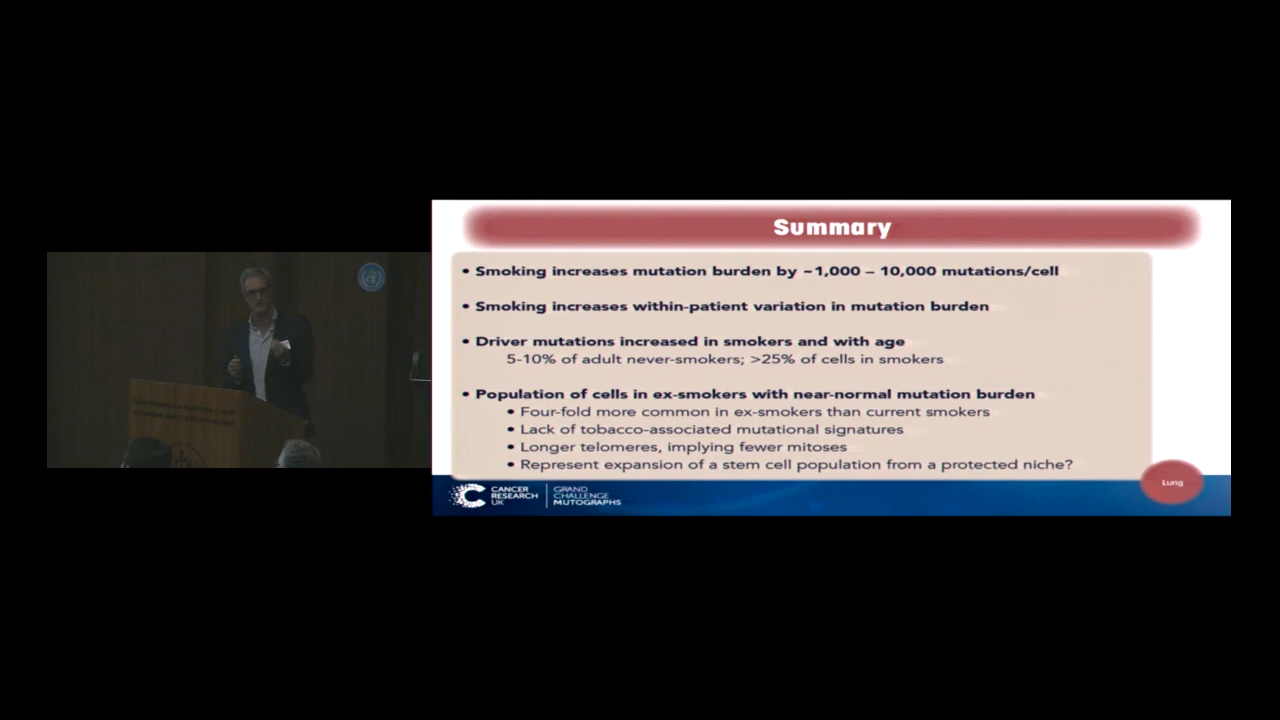 Summary
• Smoking increases mutation burden by ~1,000 – 10,000 mutations/cell
• Smoking increases within-patient variation in mutation burden
• Driver mutations increased in smokers and with age
5-10% of adult never-smokers; >25% of cells in smokers
• Population of cells in ex-smokers with near-normal mutation burden
• Four-fold more common in ex-smokers than current smokers
• Lack of tobacco-associated mutational signatures
• Longer telomeres, implying fewer mitoses
• Represent expansion of a stem cell population from a protected niche?
Lung
CANCER
RESEARCH
UK
GRAND
CHALLENGE
MUTOGRAPHS